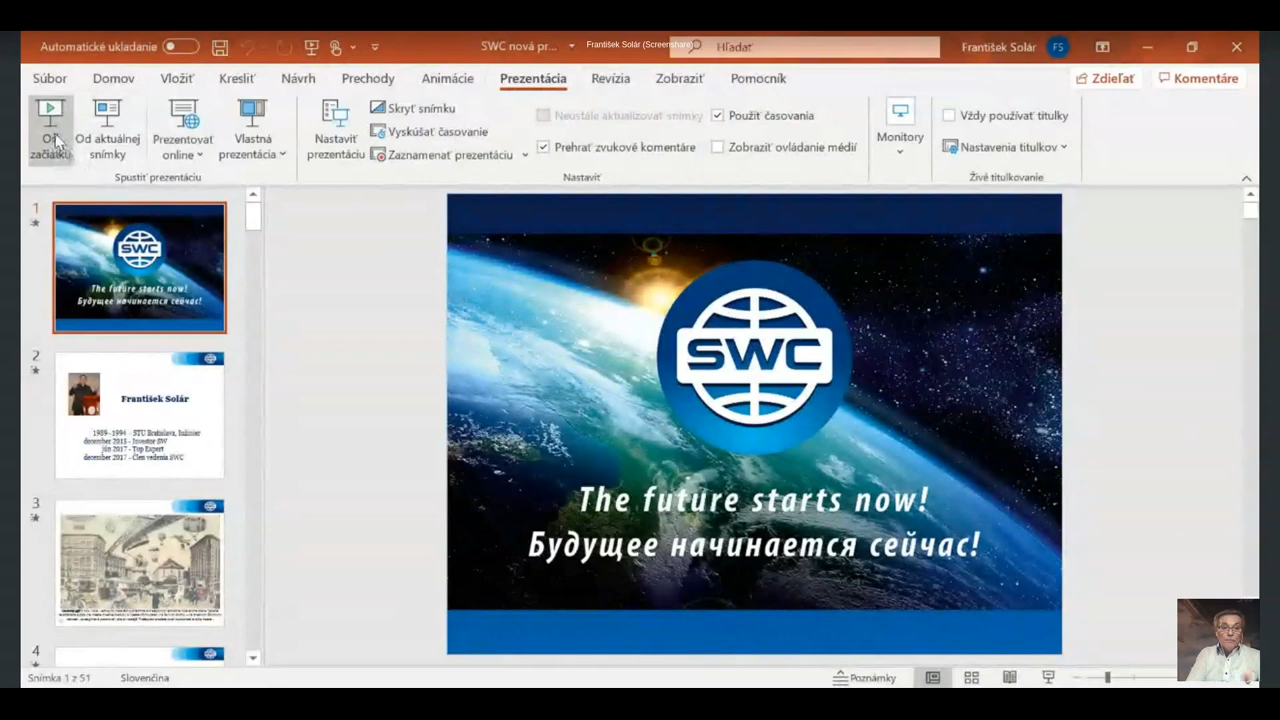 Automatické ukladanie
SWC nová pr...
František Solár (Screenshare)
Hľadať
František Solár
FS
Súbor
Domov
Vložiť
Kresliť
Návrh
Prechody
Animácie
Prezentácia
Revízia
Zobraziť
Pomocník
Zdieľať
Komentáre
Od začiatku
Od aktuálnej snímky
Prezentovať online
Vlastná prezentácia
Spustiť prezentáciu
Nastaviť prezentáciu
Skryť snímku
Vyskúšať časovanie
Zaznamenať prezentáciu
Neustále aktualizovať snímky
Prehrať zvukové komentáre
Použiť časovania
Zobraziť ovládanie médií
Nastaviť
Monitory
Vždy používať titulky
Nastavenia titulkov
Živé titulkovanie
1
SWC
The future starts now!
Будущее начинается сейчас!
2
František Solár
1989–1994 - STU Bratislava, Inžinier
december 2015 - Investor SW
jún 2017 - Top Expert
december 2017 - Člen vedenia SWC
3
4
SWC
The future starts now!
Будущее начинается сейчас!
Snímka 1 z 51
Slovenčina
Poznámky